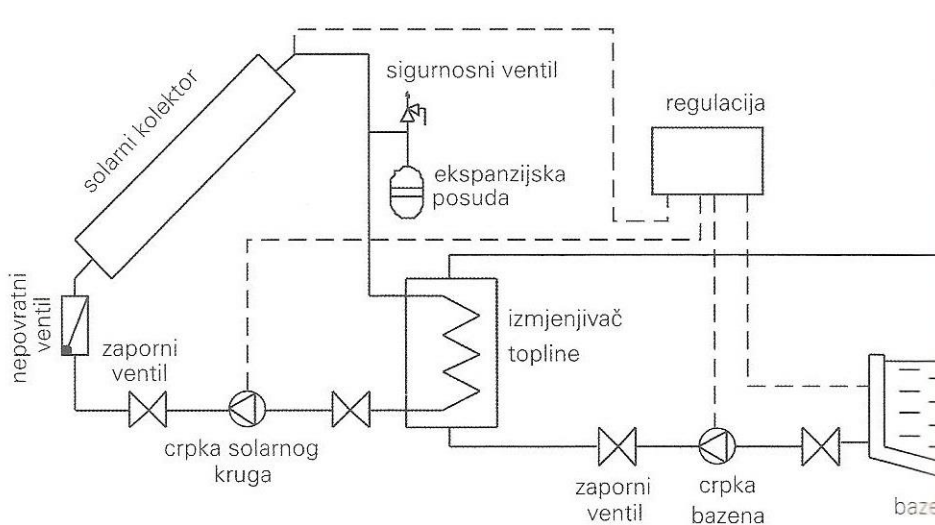 sigurnosni ventil
regulacija
solarni kolektor
ekspanzijska
posuda
nepovratni
ventil
izmjenjivač
topline
zaporni
ventil
crpka solarnog
kruga
zaporni
ventil
crpka
bazena